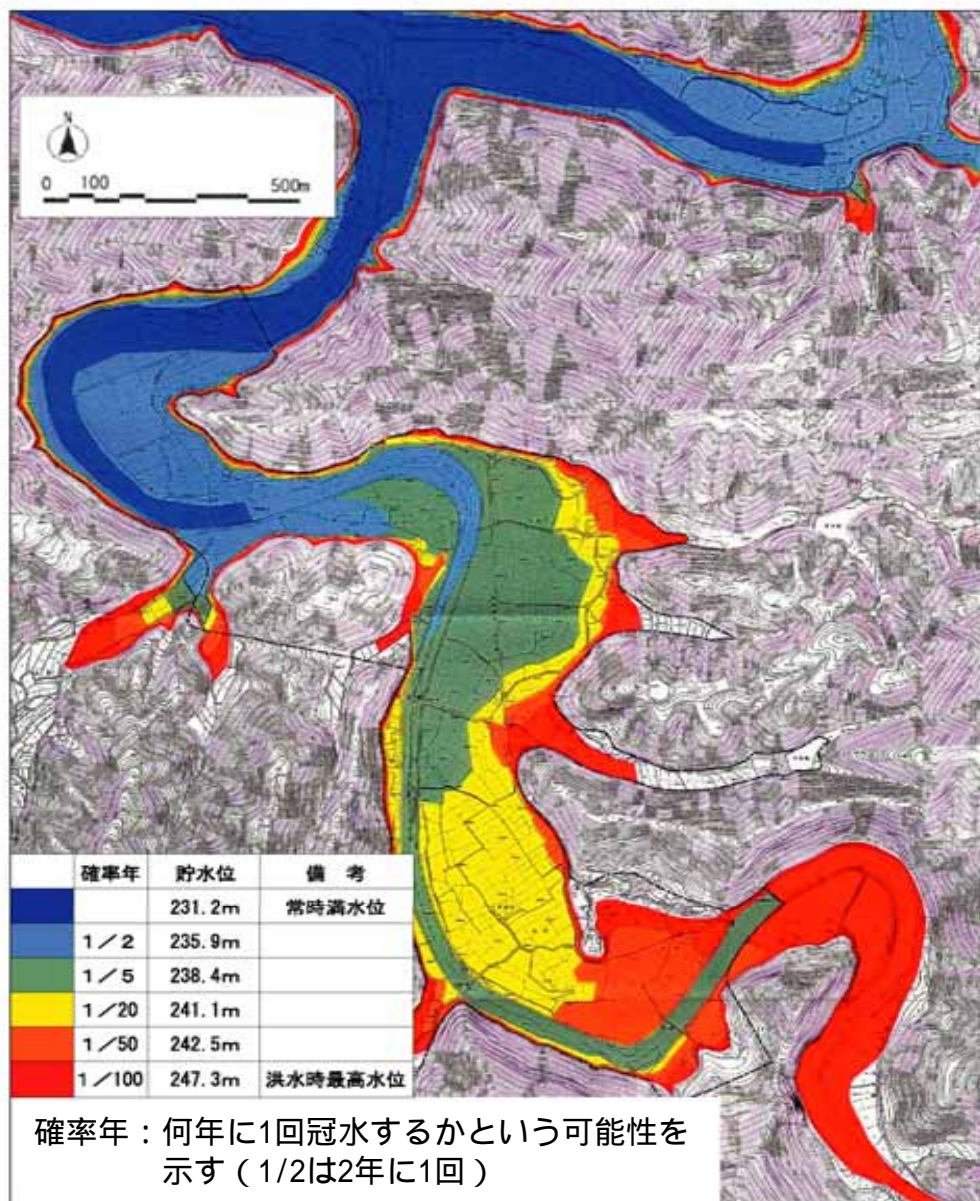 N
0 100 500m
確率年 貯水位 備 考
231.2m 常時満水位
1/2 235.9m
1/5 238.4m
1/20 241.1m
1/50 242.5m
1/100 247.3m 洪水時最高水位
確率年：何年に1回冠水するかという可能性を
示す（1/2は2年に1回）